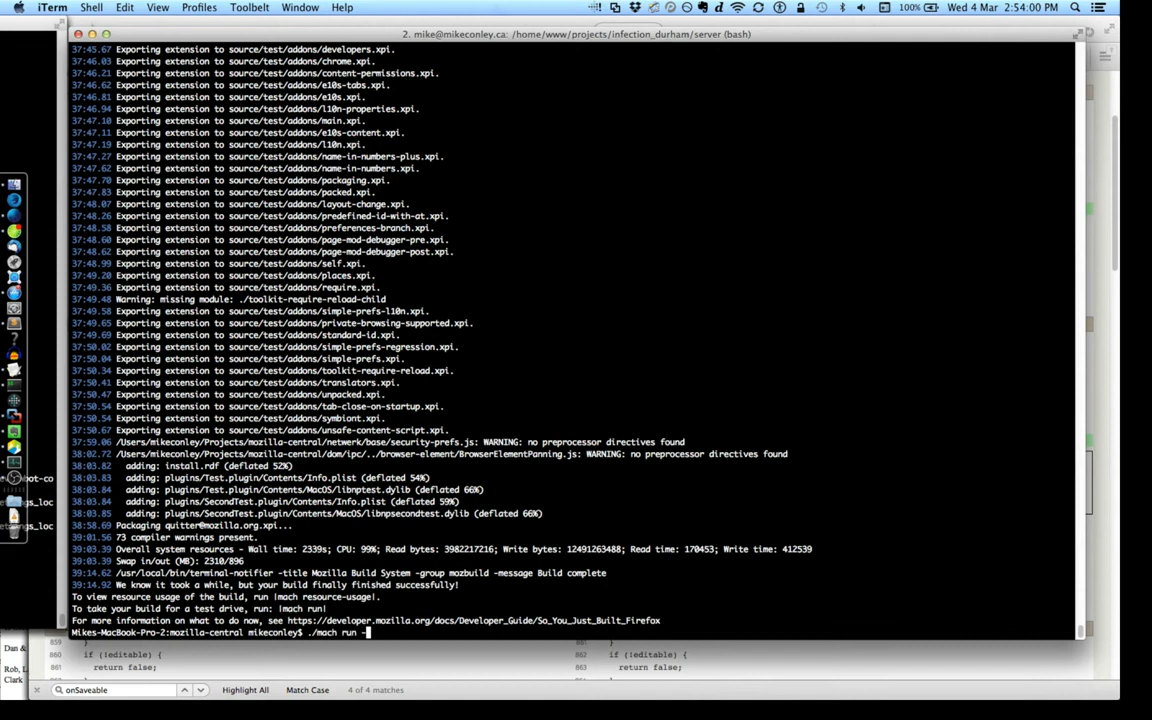 iTerm Shell Edit View Profiles Toolbelt Window Help 100% Wed 4 Mar 2:54:00 PM
2. mike@mikeconley.ca: /home/www/projects/infection_durham/server (bash)
37:45.67 Exporting extension to source/test/addons/developers.xpi.
37:46.03 Exporting extension to source/test/addons/chrome.xpi.
37:46.21 Exporting extension to source/test/addons/content-permissions.xpi.
37:46.62 Exporting extension to source/test/addons/e10s-tabs.xpi.
37:46.81 Exporting extension to source/test/addons/e10s.xpi.
37:46.94 Exporting extension to source/test/addons/l10n-properties.xpi.
37:47.10 Exporting extension to source/test/addons/main.xpi.
37:47.11 Exporting extension to source/test/addons/e10s-content.xpi.
37:47.19 Exporting extension to source/test/addons/l10n.xpi.
37:47.27 Exporting extension to source/test/addons/name-in-numbers-plus.xpi.
37:47.62 Exporting extension to source/test/addons/name-in-numbers.xpi.
37:47.70 Exporting extension to source/test/addons/packaging.xpi.
37:47.83 Exporting extension to source/test/addons/packed.xpi.
37:48.07 Exporting extension to source/test/addons/layout-change.xpi.
37:48.26 Exporting extension to source/test/addons/predefined-id-with-at.xpi.
37:48.58 Exporting extension to source/test/addons/preferences-branch.xpi.
37:48.60 Exporting extension to source/test/addons/page-mod-debugger-pre.xpi.
37:48.62 Exporting extension to source/test/addons/page-mod-debugger-post.xpi.
37:48.99 Exporting extension to source/test/addons/self.xpi.
37:49.20 Exporting extension to source/test/addons/places.xpi.
37:49.36 Exporting extension to source/test/addons/require.xpi.
37:49.48 Warning: missing module: ./toolkit-require-reload-child
37:49.58 Exporting extension to source/test/addons/simple-prefs-l10n.xpi.
37:49.65 Exporting extension to source/test/addons/private-browsing-supported.xpi.
37:49.69 Exporting extension to source/test/addons/standard-id.xpi.
37:50.02 Exporting extension to source/test/addons/simple-prefs-regression.xpi.
37:50.04 Exporting extension to source/test/addons/simple-prefs.xpi.
37:50.34 Exporting extension to source/test/addons/toolkit-require-reload.xpi.
37:50.41 Exporting extension to source/test/addons/translators.xpi.
37:50.47 Exporting extension to source/test/addons/unpacked.xpi.
37:50.54 Exporting extension to source/test/addons/tab-close-on-startup.xpi.
37:50.54 Exporting extension to source/test/addons/symbiont.xpi.
37:50.67 Exporting extension to source/test/addons/unsafe-content-script.xpi.
37:59.06 /Users/mikeconley/Projects/mozilla-central/netwerk/base/security-prefs.js: WARNING: no preprocessor directives found
38:02.72 /Users/mikeconley/Projects/mozilla-central/dom/ipc/../browser-element/BrowserElementPanning.js: WARNING: no preprocessor directives found
38:03.82 adding: install.rdf (deflated 52%)
38:03.83 adding: plugins/Test.plugin/Contents/Info.plist (deflated 54%)
38:03.84 adding: plugins/Test.plugin/Contents/MacOS/libnptest.dylib (deflated 66%)
38:03.84 adding: plugins/SecondTest.plugin/Contents/Info.plist (deflated 59%)
38:03.85 adding: plugins/SecondTest.plugin/Contents/MacOS/libnpsecondtest.dylib (deflated 66%)
38:58.69 Packaging quitter@mozilla.org.xpi...
39:01.56 73 compiler warnings present.
39:03.39 Overall system resources - Wall time: 2339s; CPU: 99%; Read bytes: 3982217216; Write bytes: 12491263488; Read time: 170453; Write time: 412539
39:03.39 Swap in/out (MB): 2310/896
39:14.62 /usr/local/bin/terminal-notifier -title Mozilla Build System -group mozbuild -message Build complete
39:14.92 We know it took a while, but your build finally finished successfully!
To view resource usage of the build, run |mach resource-usage|.
To take your build for a test drive, run: |mach run|
For more information on what to do now, see https://developer.mozilla.org/docs/Developer_Guide/So_You_Just_Built_Firefox
Mikes-MacBook-Pro-2:mozilla-central mikeconley$ ./mach run -
bot-co
ngs_loc
ngs_loc
Dan &
Rob, L
Clark
859 }
860 if (!editable) {
861 return false;
881 }
882 if (!editable) {
883 return false;
onSaveable Highlight All Match Case 4 of 4 matches